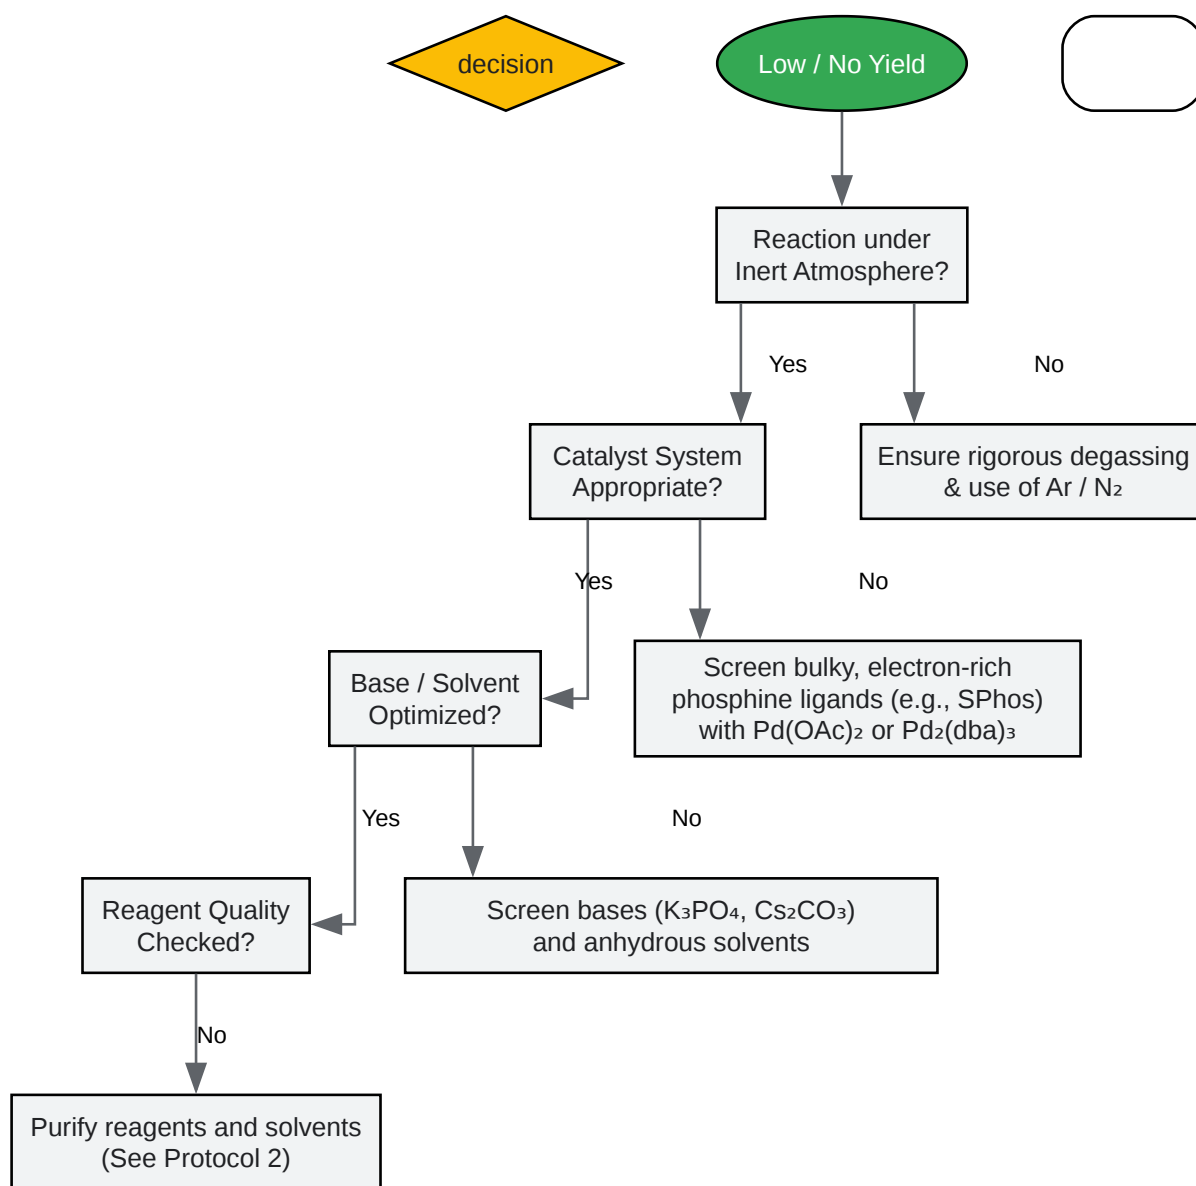 decision
Low / No Yield
Reaction under
Inert Atmosphere?
Yes
No
Catalyst System
Appropriate?
Ensure rigorous degassing
& use of Ar / N₂
Yes
No
Base / Solvent
Optimized?
Screen bulky, electron-rich
phosphine ligands (e.g., SPhos)
with Pd(OAc)₂ or Pd₂(dba)₃
Yes
No
Reagent Quality
Checked?
Screen bases (K₃PO₄, Cs₂CO₃)
and anhydrous solvents
No
Purify reagents and solvents
(See Protocol 2)